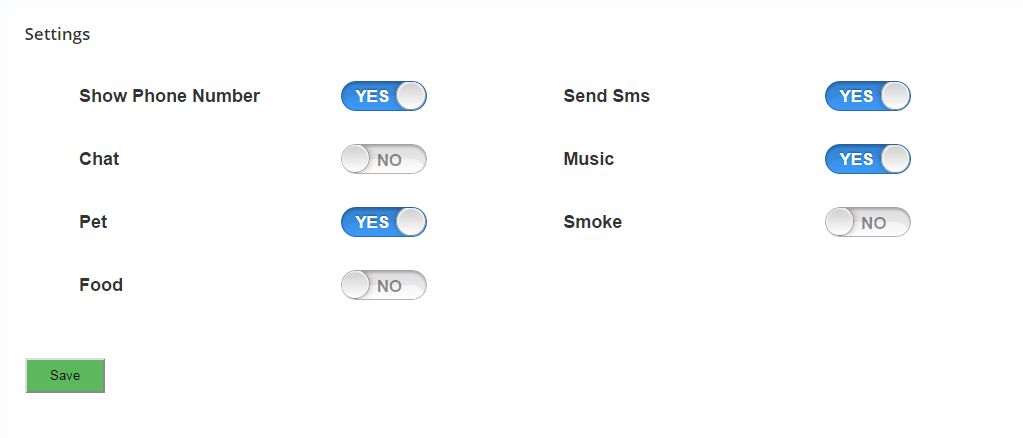 Settings
Show Phone Number YES Send Sms YES
Chat NO Music YES
Pet YES Smoke NO
Food NO
Save